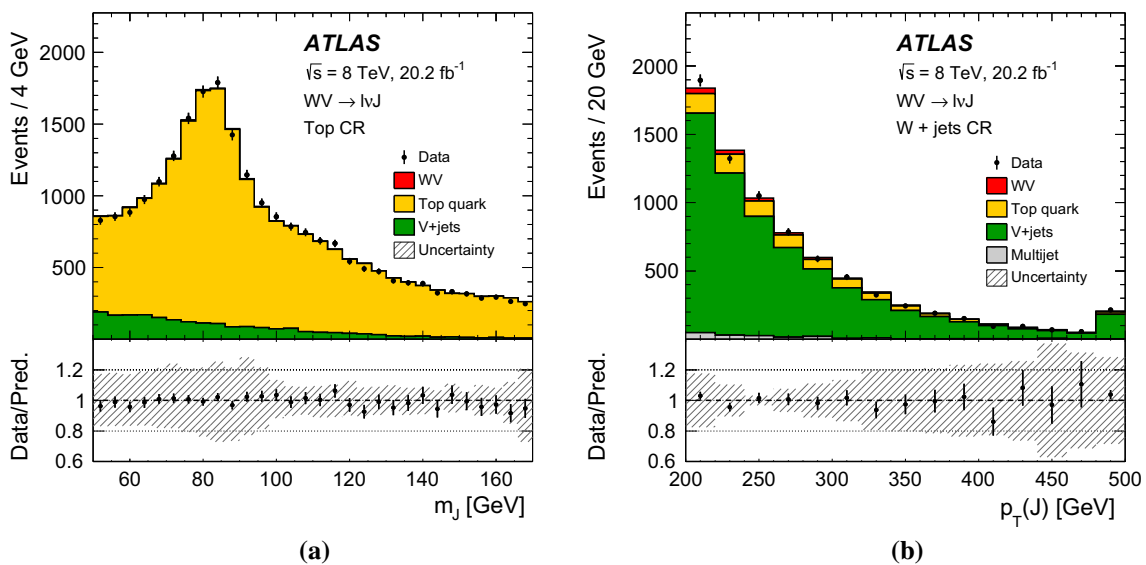 Events / 4 GeV
2000
1500
1000
500
ATLAS
√s = 8 TeV, 20.2 fb⁻¹
WV → lνJ
Top CR
Data
WV
Top quark
V+jets
Uncertainty
Data/Pred.
1.2
1
0.8
0.6
60 80 100 120 140 160
m_J [GeV]
(a)
Events / 20 GeV
2000
1500
1000
500
ATLAS
√s = 8 TeV, 20.2 fb⁻¹
WV → lνJ
W + jets CR
Data
WV
Top quark
V+jets
Multijet
Uncertainty
Data/Pred.
1.2
1
0.8
0.6
200 250 300 350 400 450 500
p_T(J) [GeV]
(b)